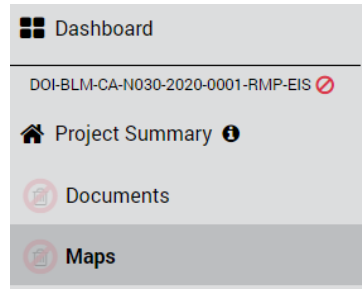 Dashboard
DOI-BLM-CA-N030-2020-0001-RMP-EIS
Project Summary
Documents
Maps